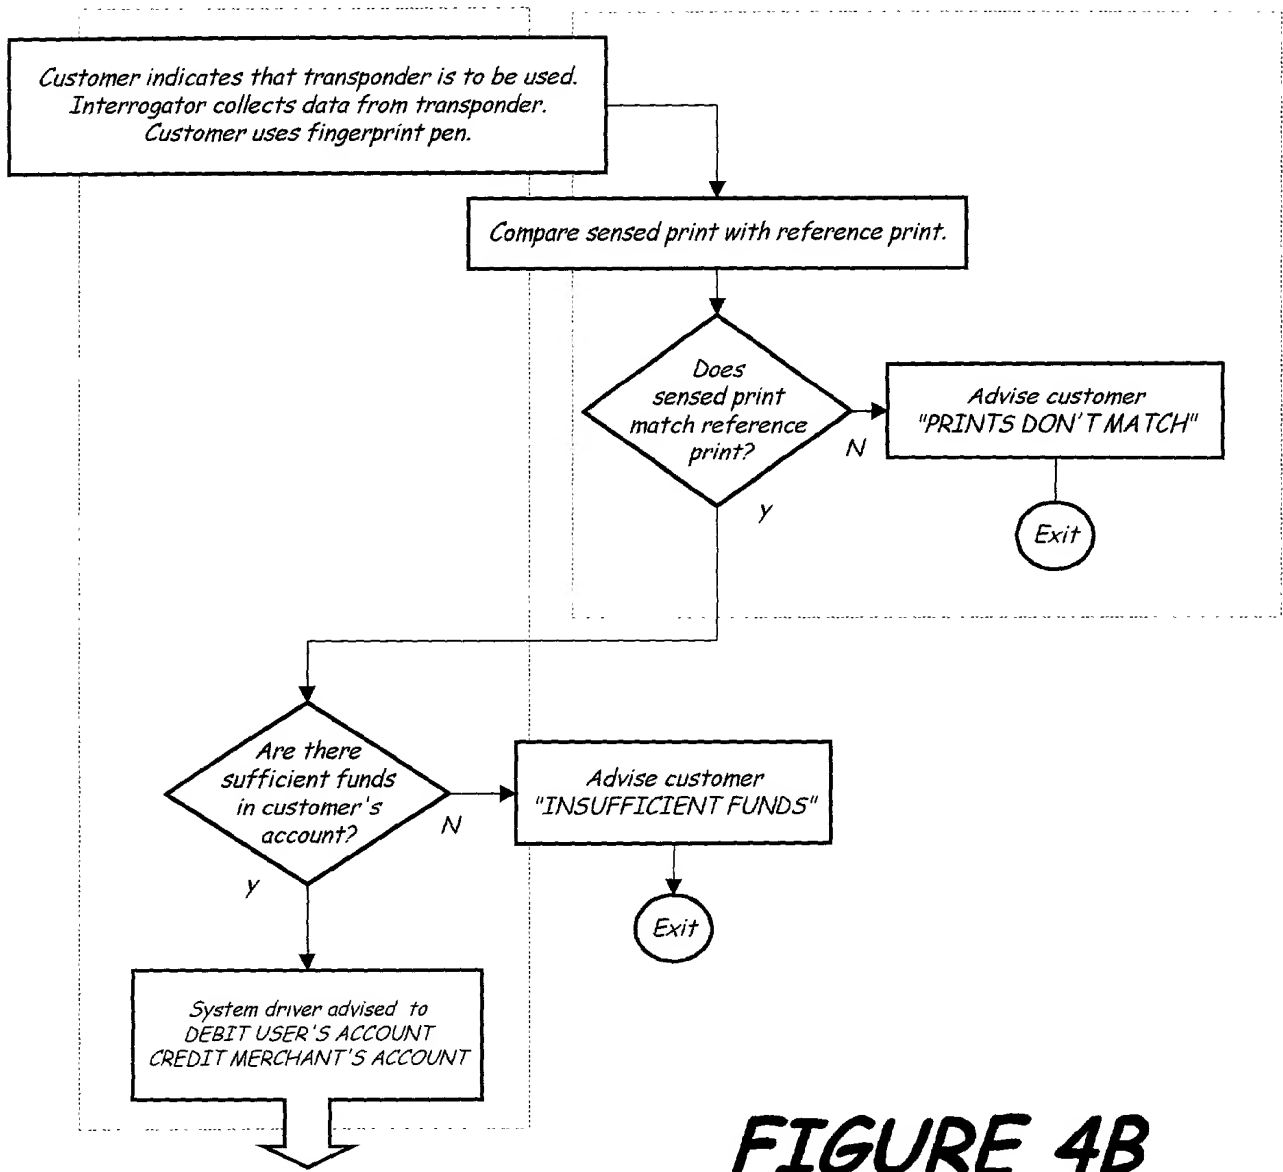 Customer indicates that transponder is to be used.
Interrogator collects data from transponder.
Customer uses fingerprint pen.
Compare sensed print with reference print.
Does
sensed print
match reference
print?
N
Y
Advise customer
"PRINTS DON'T MATCH"
Exit
Are there
sufficient funds
in customer's
account?
N
Y
Advise customer
"INSUFFICIENT FUNDS"
Exit
System driver advised to
DEBIT USER'S ACCOUNT
CREDIT MERCHANT'S ACCOUNT
FIGURE 4B